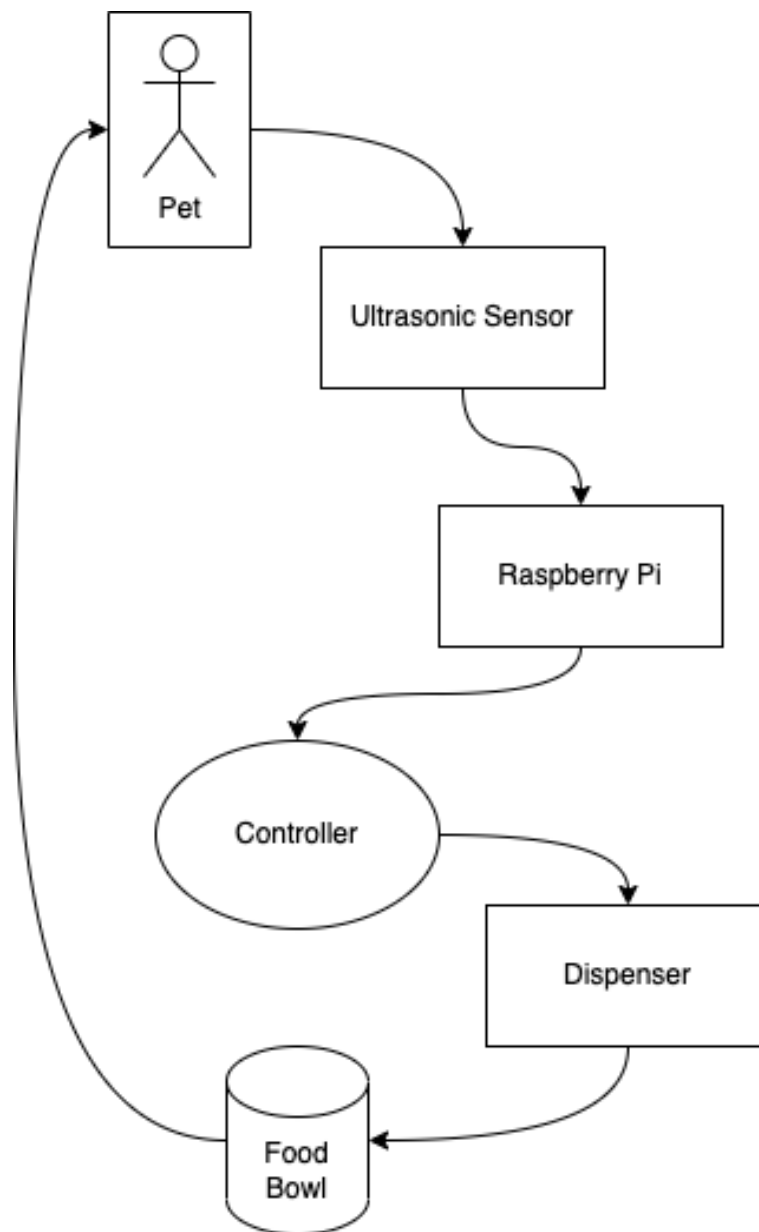 Pet
Ultrasonic Sensor
Raspberry Pi
Controller
Dispenser
Food
Bowl